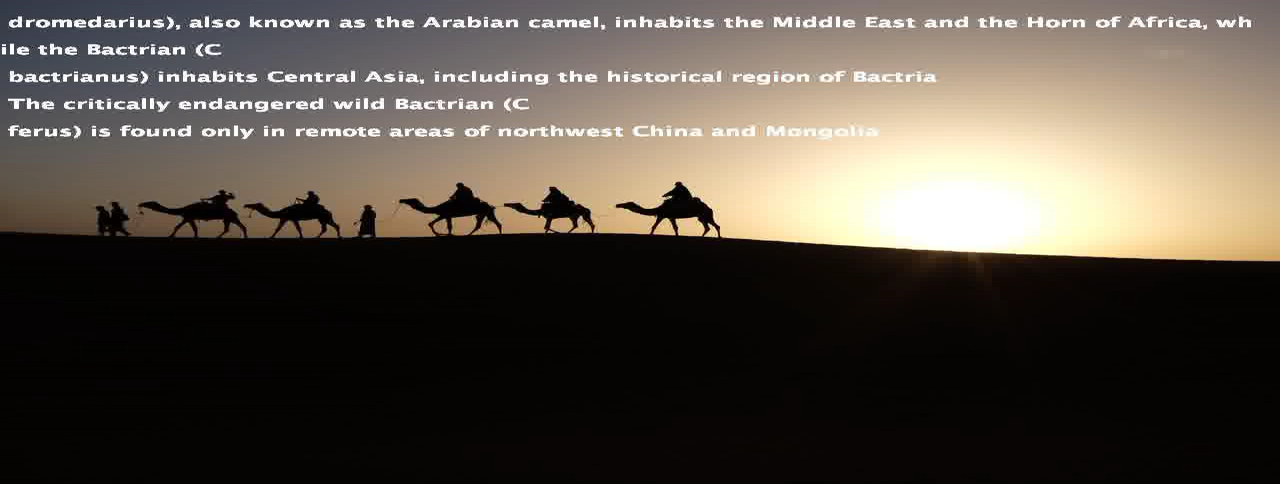 dromedarius), also known as the Arabian camel, inhabits the Middle East and the Horn of Africa, wh
ile the Bactrian (C
bactrianus) inhabits Central Asia, including the historical region of Bactria
The critically endangered wild Bactrian (C
ferus) is found only in remote areas of northwest China and Mongolia